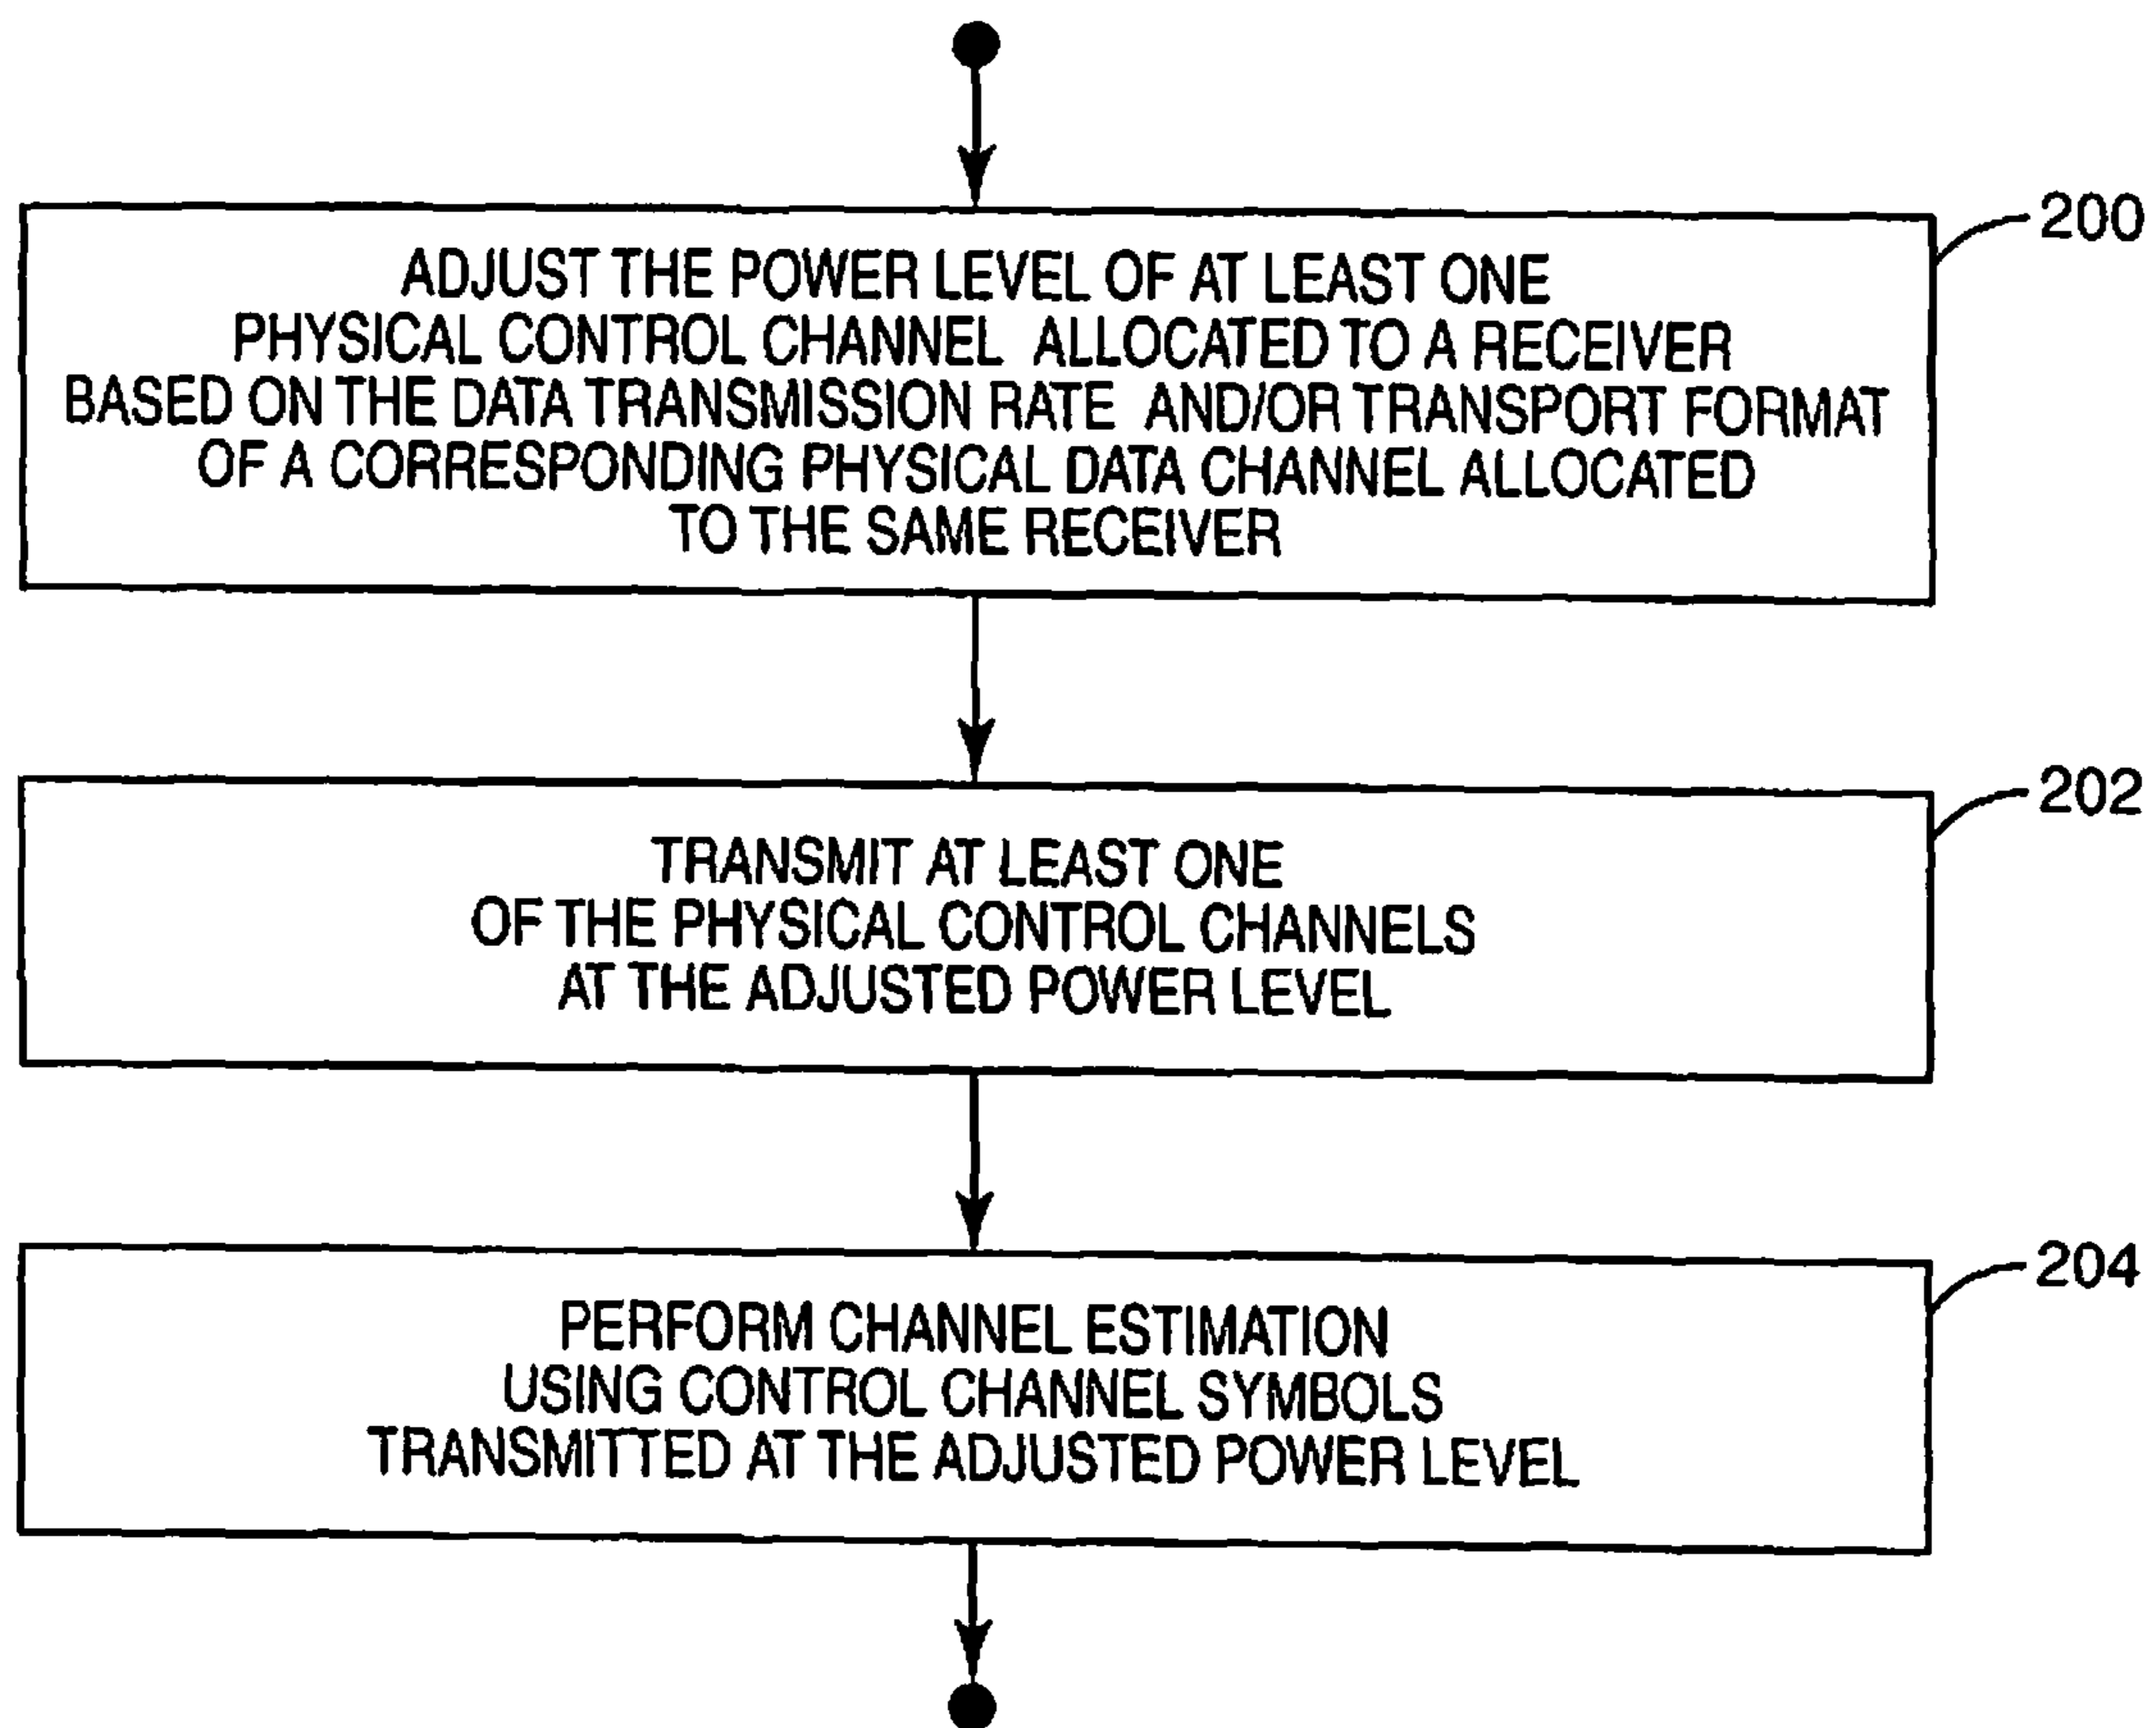 200
ADJUST THE POWER LEVEL OF AT LEAST ONE
PHYSICAL CONTROL CHANNEL ALLOCATED TO A RECEIVER
BASED ON THE DATA TRANSMISSION RATE AND/OR TRANSPORT FORMAT
OF A CORRESPONDING PHYSICAL DATA CHANNEL ALLOCATED
TO THE SAME RECEIVER
202
TRANSMIT AT LEAST ONE
OF THE PHYSICAL CONTROL CHANNELS
AT THE ADJUSTED POWER LEVEL
204
PERFORM CHANNEL ESTIMATION
USING CONTROL CHANNEL SYMBOLS
TRANSMITTED AT THE ADJUSTED POWER LEVEL